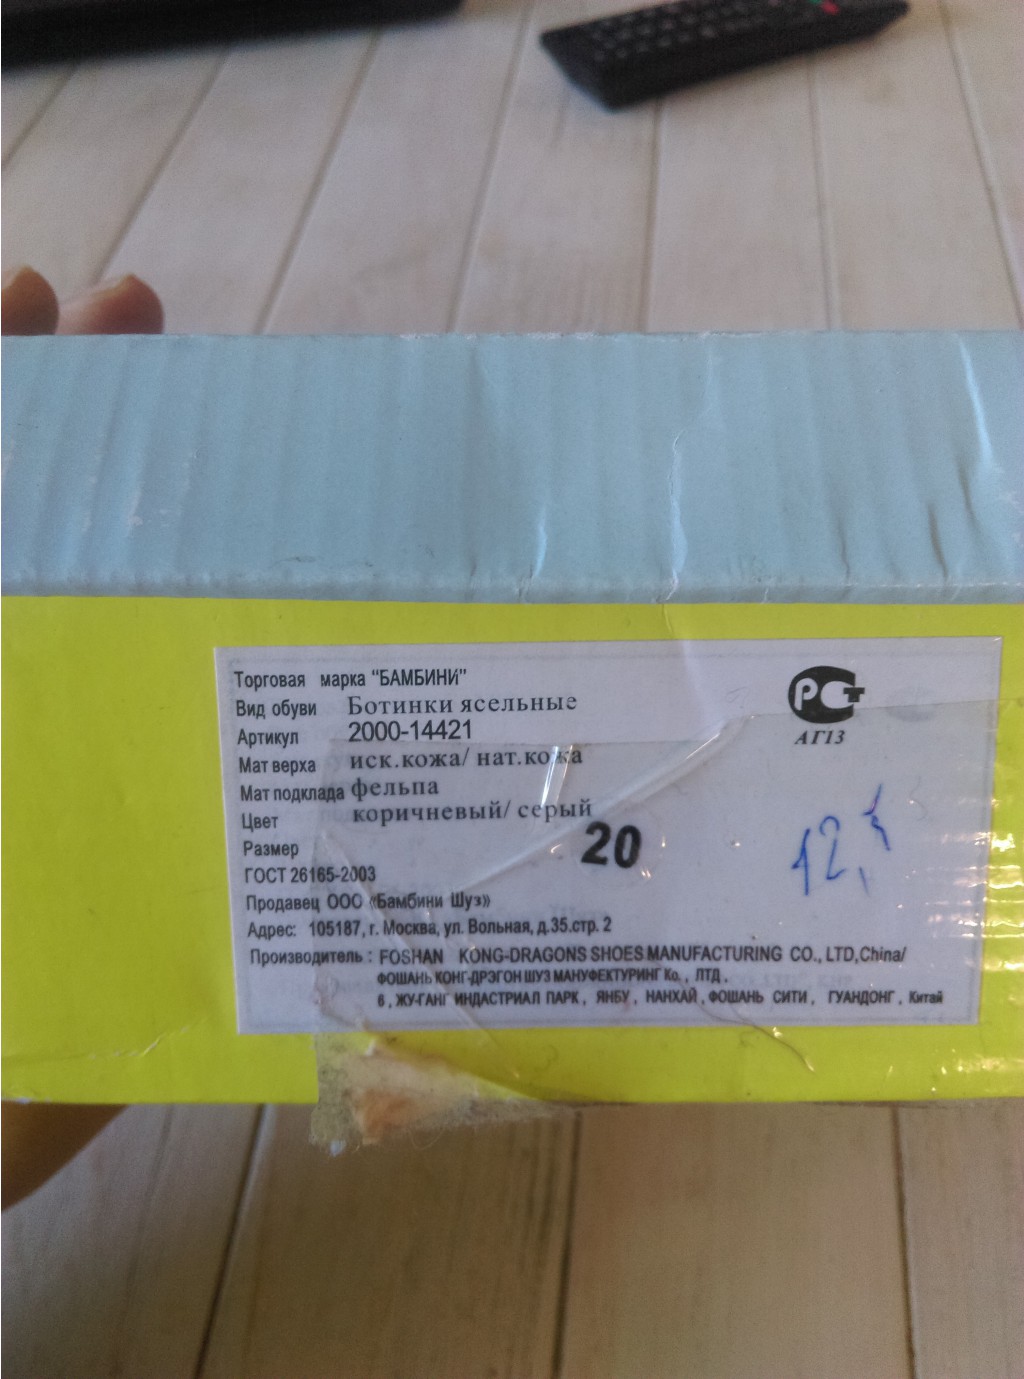 Торговая марка "БАМБИНИ"
Вид обуви Ботинки ясельные
Артикул 2000-14421
Мат верха иск.кожа/ нат.кожа
Мат подклада фельпа
Цвет коричневый/ серый
Размер 20
ГОСТ 26165-2003
Продавец ООО «Бамбини Шуз»
Адрес: 105187, г. Москва, ул. Вольная, д.35.стр. 2
Производитель : FOSHAN KONG-DRAGONS SHOES MANUFACTURING CO., LTD,China/
ФОШАНЬ КОНГ-ДРЭГОН ШУЗ МАНУФЕКТУРИНГ Ко. , ЛТД .
6 , ЖУ-ГАНГ ИНДАСТРИАЛ ПАРК , ЯНБУ , НАНХАЙ , ФОШАНЬ СИТИ , ГУАНДОНГ , Китай
РСТ
АГ13